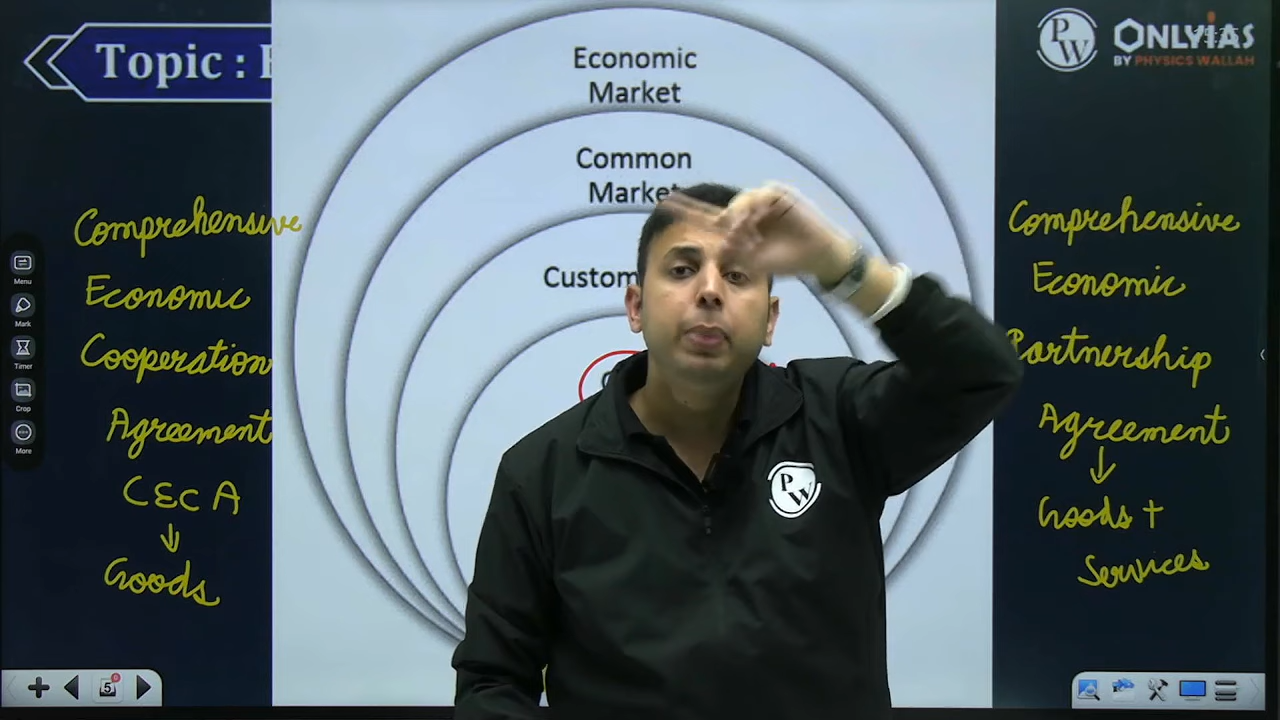 Topic :
Economic
Market
Common
Market
Custom
Comprehensive
Economic
Cooperation
Agreement
CECA
Goods
Comprehensive
Economic
Partnership
Agreement
Goods +
Services
PW
ONLYIAS
BY PHYSICS WALLAH
PW
Menu
Mark
Timer
Crop
More
5